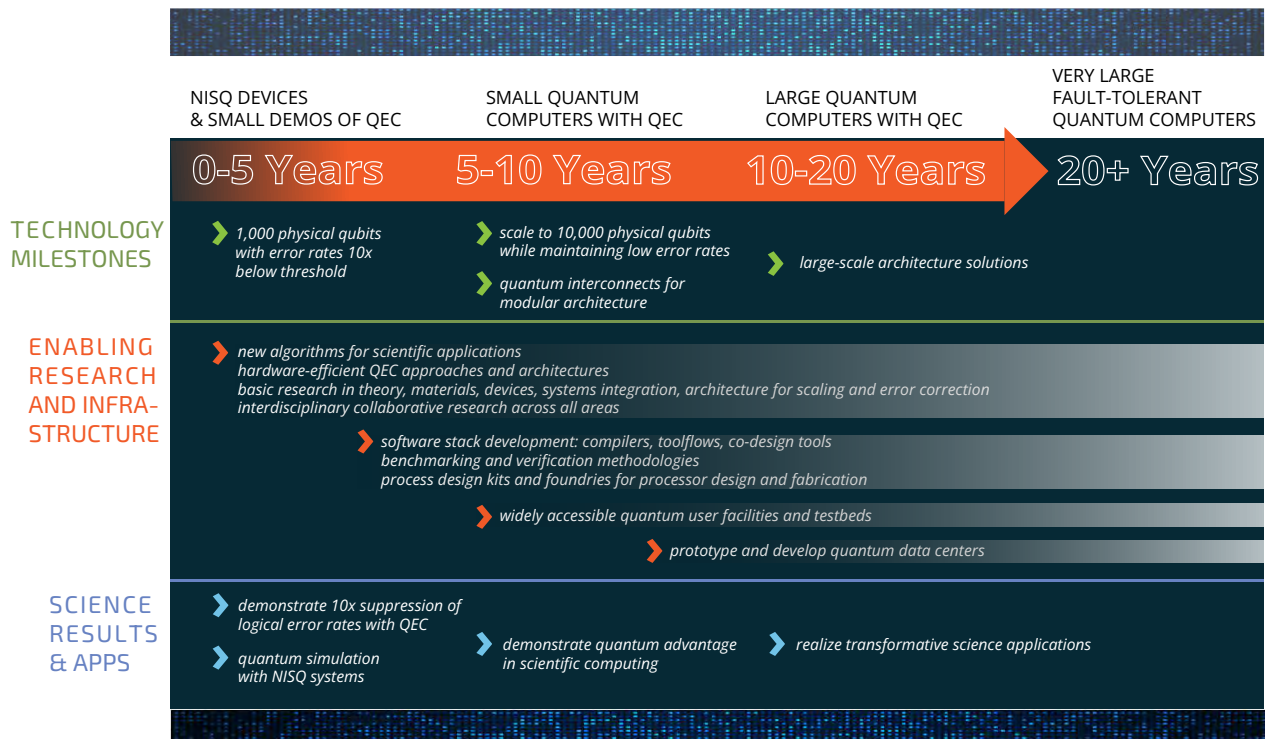 NISQ DEVICES
& SMALL DEMOS OF QEC
SMALL QUANTUM
COMPUTERS WITH QEC
LARGE QUANTUM
COMPUTERS WITH QEC
VERY LARGE
FAULT-TOLERANT
QUANTUM COMPUTERS
0-5 Years
5-10 Years
10-20 Years
20+ Years
TECHNOLOGY
MILESTONES
1,000 physical qubits
with error rates 10x
below threshold
scale to 10,000 physical qubits
while maintaining low error rates
quantum interconnects for
modular architecture
large-scale architecture solutions
ENABLING
RESEARCH
AND INFRA-
STRUCTURE
new algorithms for scientific applications
hardware-efficient QEC approaches and architectures
basic research in theory, materials, devices, systems integration, architecture for scaling and error correction
interdisciplinary collaborative research across all areas
software stack development: compilers, toolflows, co-design tools
benchmarking and verification methodologies
process design kits and foundries for processor design and fabrication
widely accessible quantum user facilities and testbeds
prototype and develop quantum data centers
SCIENCE
RESULTS
& APPS
demonstrate 10x suppression of
logical error rates with QEC
quantum simulation
with NISQ systems
demonstrate quantum advantage
in scientific computing
realize transformative science applications